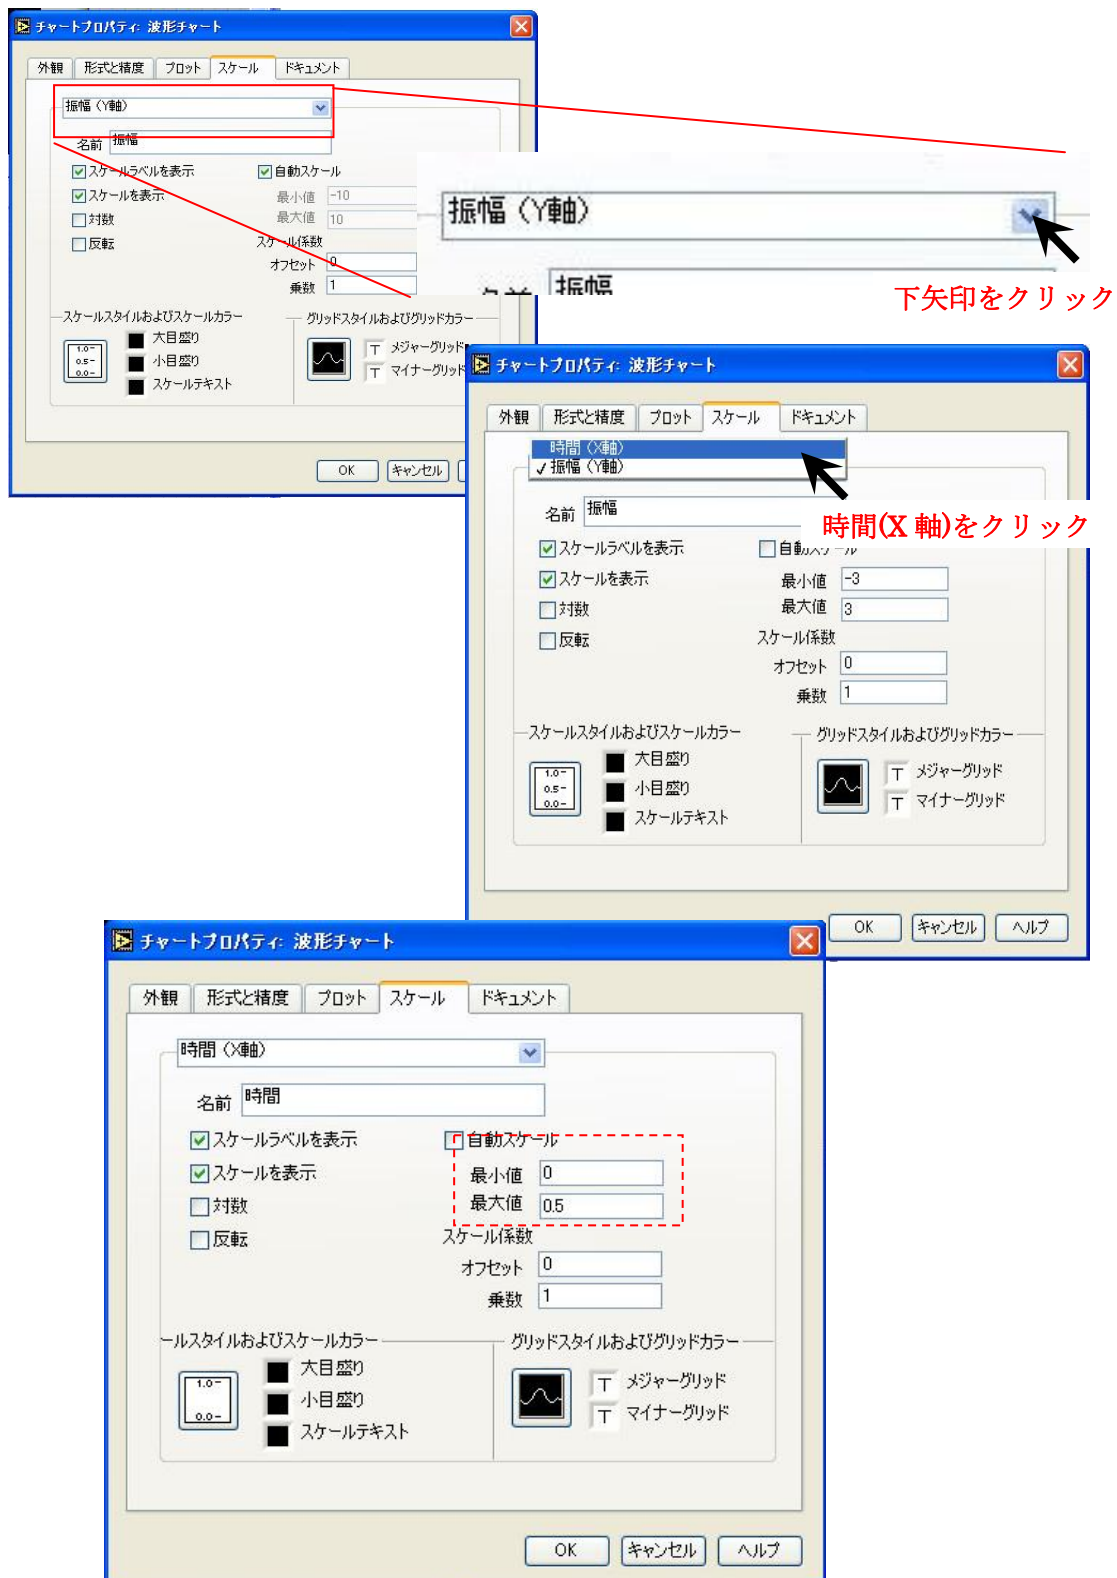 チャートプロパティ: 波形チャート
外観 形式と精度 プロット スケール ドキュメント
振幅 (Y軸)
名前 振幅
スケールラベルを表示 自動スケール
スケールを表示 最小値 -10
対数 最大値 10
反転 スケール係数
オフセット 0
乗数 1
スケールスタイルおよびスケールカラー グリッドスタイルおよびグリッドカラー
1.0 0.5 0.0
大目盛り メジャーグリッド
小目盛り マイナーグリッド
スケールテキスト
OK キャンセル
振幅 (Y軸)
振幅
下矢印をクリック
チャートプロパティ: 波形チャート
外観 形式と精度 プロット スケール ドキュメント
時間 (X軸)
✓ 振幅 (Y軸)
名前 振幅
時間(X 軸)をクリック
スケールラベルを表示 自動スケール
スケールを表示 最小値 -3
対数 最大値 3
反転 スケール係数
オフセット 0
乗数 1
スケールスタイルおよびスケールカラー グリッドスタイルおよびグリッドカラー
1.0 0.5 0.0
大目盛り メジャーグリッド
小目盛り マイナーグリッド
スケールテキスト
OK キャンセル ヘルプ
チャートプロパティ: 波形チャート
外観 形式と精度 プロット スケール ドキュメント
時間 (X軸)
名前 時間
スケールラベルを表示 自動スケール
スケールを表示 最小値 0
対数 最大値 0.5
反転 スケール係数
オフセット 0
乗数 1
ールスタイルおよびスケールカラー グリッドスタイルおよびグリッドカラー
1.0 0.0
大目盛り メジャーグリッド
小目盛り マイナーグリッド
スケールテキスト
OK キャンセル ヘルプ